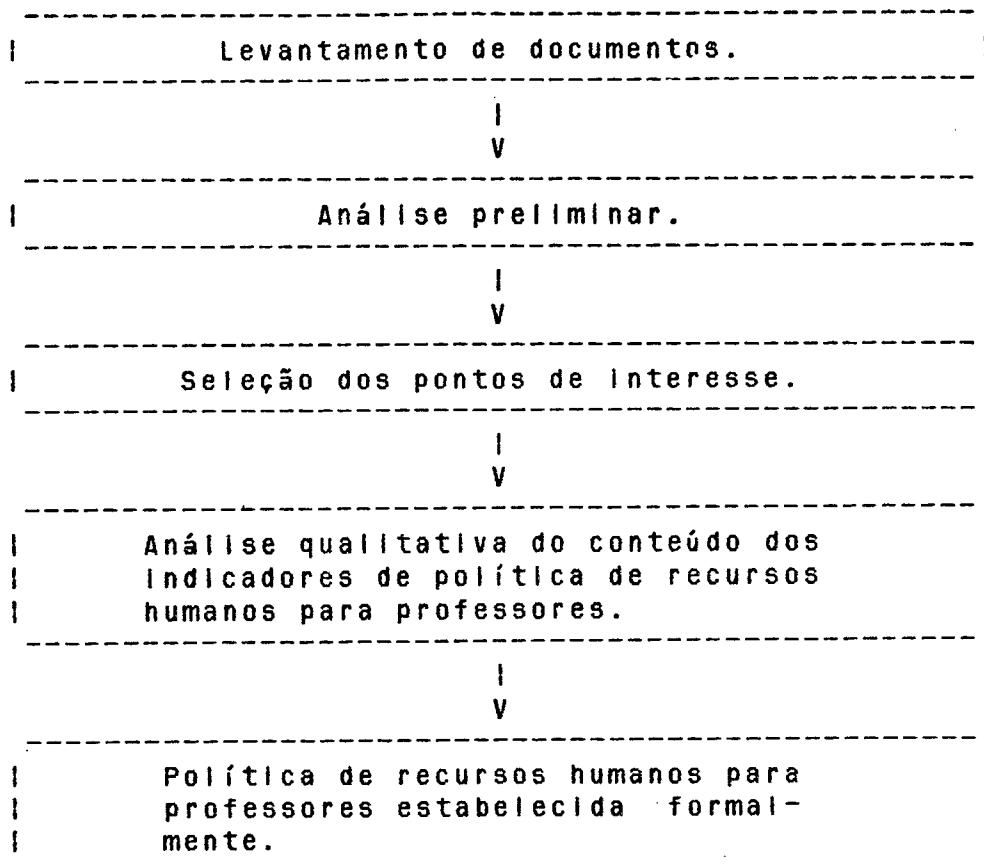 Levantamento de documentos.
V
Análise preliminar.
V
Seleção dos pontos de interesse.
V
Análise qualitativa do conteúdo dos
indicadores de política de recursos
humanos para professores.
V
Política de recursos humanos para
professores estabelecida formal-
mente.